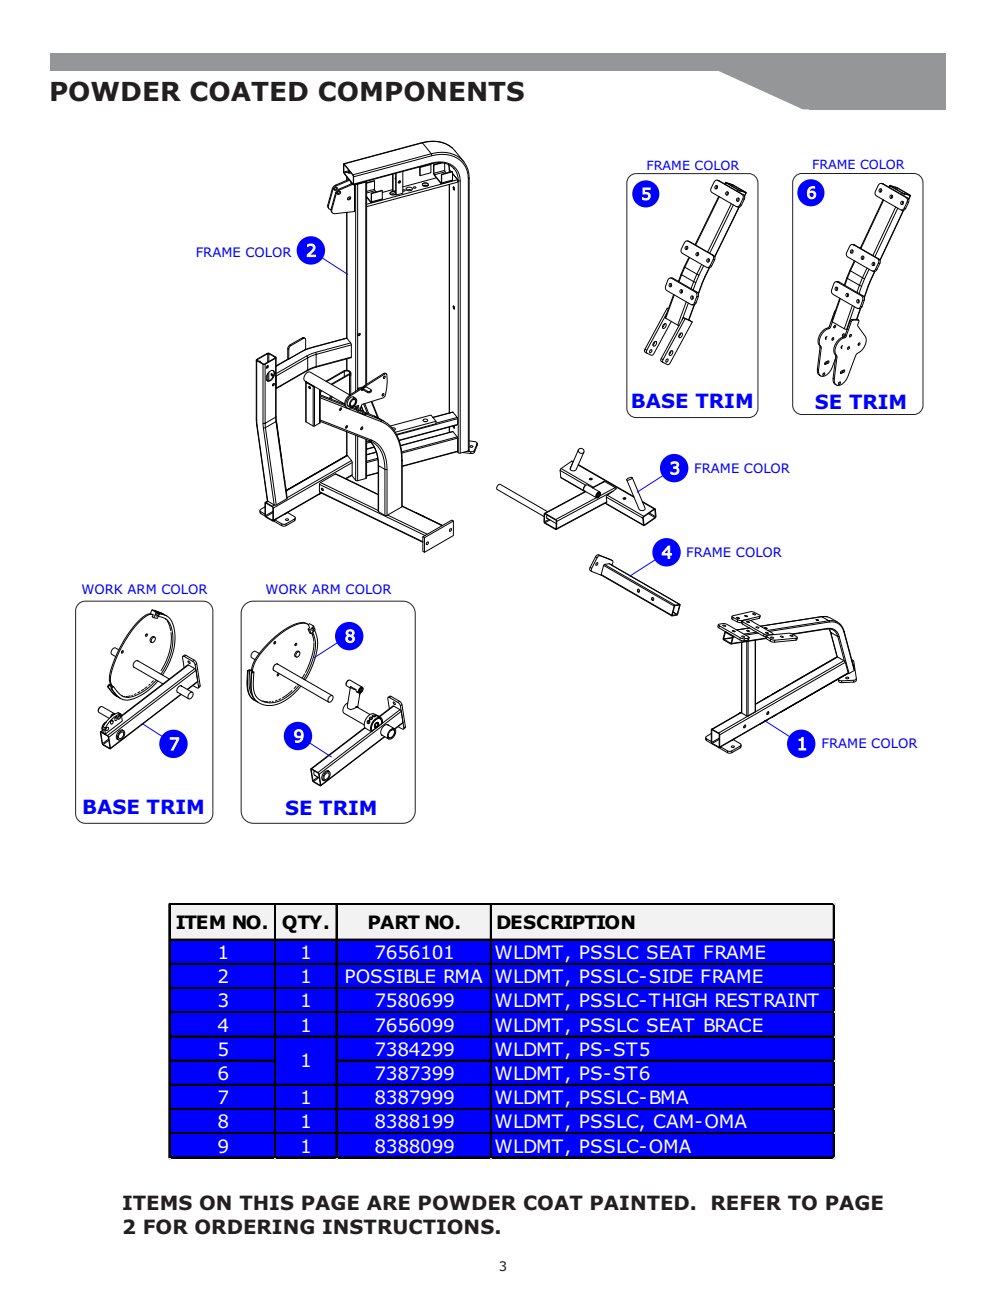 POWDER COATED COMPONENTS
FRAME COLOR
5
BASE TRIM
FRAME COLOR
6
SE TRIM
FRAME COLOR 2
3 FRAME COLOR
4 FRAME COLOR
WORK ARM COLOR
7
BASE TRIM
WORK ARM COLOR
8
9
SE TRIM
1 FRAME COLOR
ITEM NO. QTY. PART NO. DESCRIPTION
1 1 7656101 WLDMT, PSSLC SEAT FRAME
2 1 POSSIBLE RMA WLDMT, PSSLC-SIDE FRAME
3 1 7580699 WLDMT, PSSLC-THIGH RESTRAINT
4 1 7656099 WLDMT, PSSLC SEAT BRACE
5 1 7384299 WLDMT, PS-ST5
6 7387399 WLDMT, PS-ST6
7 1 8387999 WLDMT, PSSLC-BMA
8 1 8388199 WLDMT, PSSLC, CAM-OMA
9 1 8388099 WLDMT, PSSLC-OMA
ITEMS ON THIS PAGE ARE POWDER COAT PAINTED. REFER TO PAGE
2 FOR ORDERING INSTRUCTIONS.
3